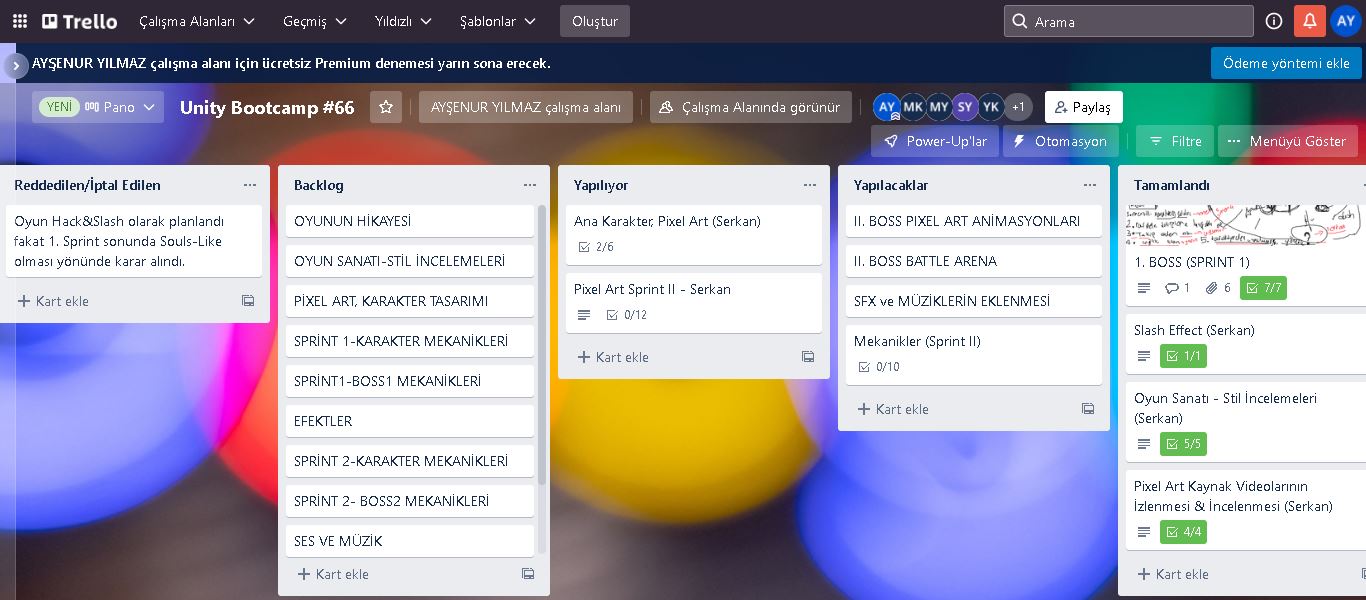 Trello
Çalışma Alanları
Geçmiş
Yıldızlı
Şablonlar
Oluştur
Arama
AY
AYŞENUR YILMAZ çalışma alanı için ücretsiz Premium denemesi yarın sona erecek.
Ödeme yöntemi ekle
YENİ
Pano
Unity Bootcamp #66
AYŞENUR YILMAZ çalışma alanı
Çalışma Alanında görünür
AY
MK
MY
SY
YK
+1
Paylaş
Power-Up'lar
Otomasyon
Filtre
Menüyü Göster
Reddedilen/İptal Edilen
Oyun Hack&Slash olarak planlandı
fakat 1. Sprint sonunda Souls-Like
olması yönünde karar alındı.
Kart ekle
Backlog
OYUNUN HİKAYESİ
OYUN SANATI-STİL İNCELEMELERİ
PİXEL ART, KARAKTER TASARIMI
SPRİNT 1-KARAKTER MEKANİKLERİ
SPRİNT1-BOSS1 MEKANİKLERİ
EFEKTLER
SPRİNT 2-KARAKTER MEKANİKLERİ
SPRİNT 2- BOSS2 MEKANİKLERİ
SES VE MÜZİK
Kart ekle
Yapılıyor
Ana Karakter, Pixel Art (Serkan)
2/6
Pixel Art Sprint II - Serkan
0/12
Kart ekle
Yapılacaklar
II. BOSS PIXEL ART ANİMASYONLARI
II. BOSS BATTLE ARENA
SFX ve MÜZİKLERİN EKLENMESİ
Mekanikler (Sprint II)
0/10
Kart ekle
Tamamlandı
1. BOSS (SPRINT 1)
1
6
7/7
Slash Effect (Serkan)
1/1
Oyun Sanatı - Stil İncelemeleri
(Serkan)
5/5
Pixel Art Kaynak Videolarının
İzlenmesi & İncelenmesi (Serkan)
4/4
Kart ekle